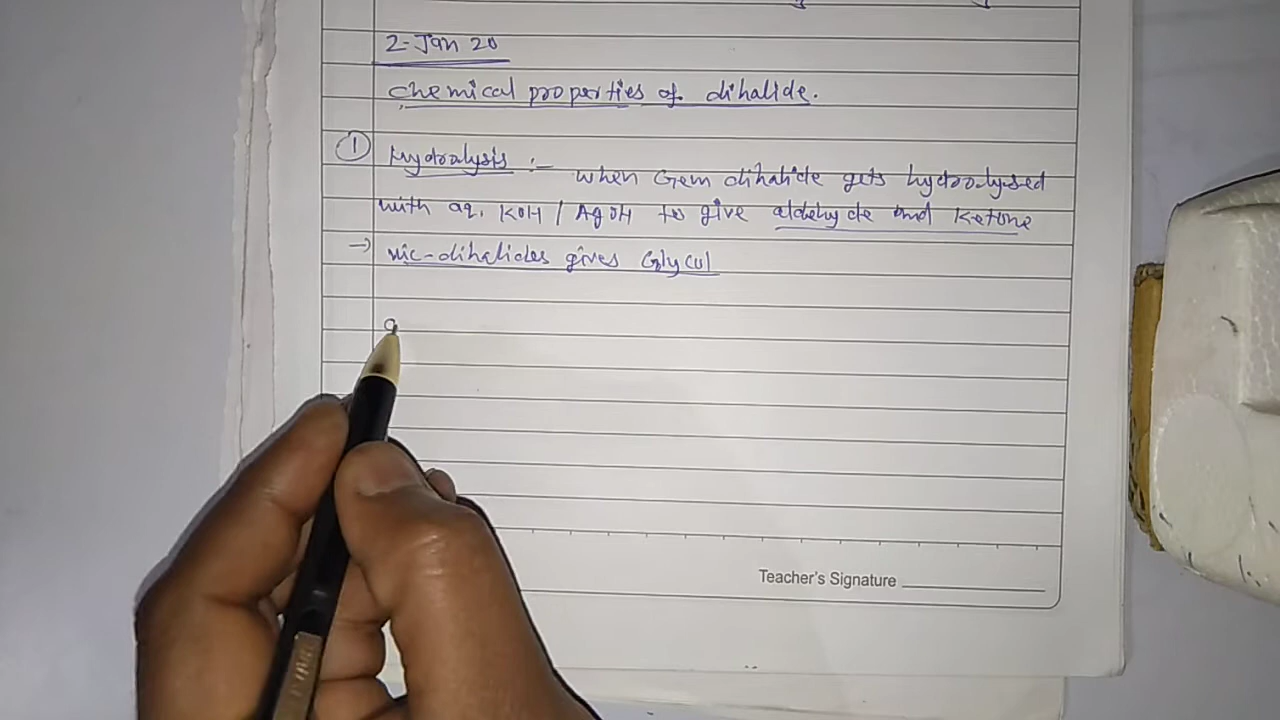 2-Jan 20
chemical properties of dihalide.
① Hydrolysis :- when Gem dihalide gets hydrolysed
with aq. KOH / AgOH to give aldehyde and Ketone
→ vic-dihalides gives Glycol
Teacher's Signature